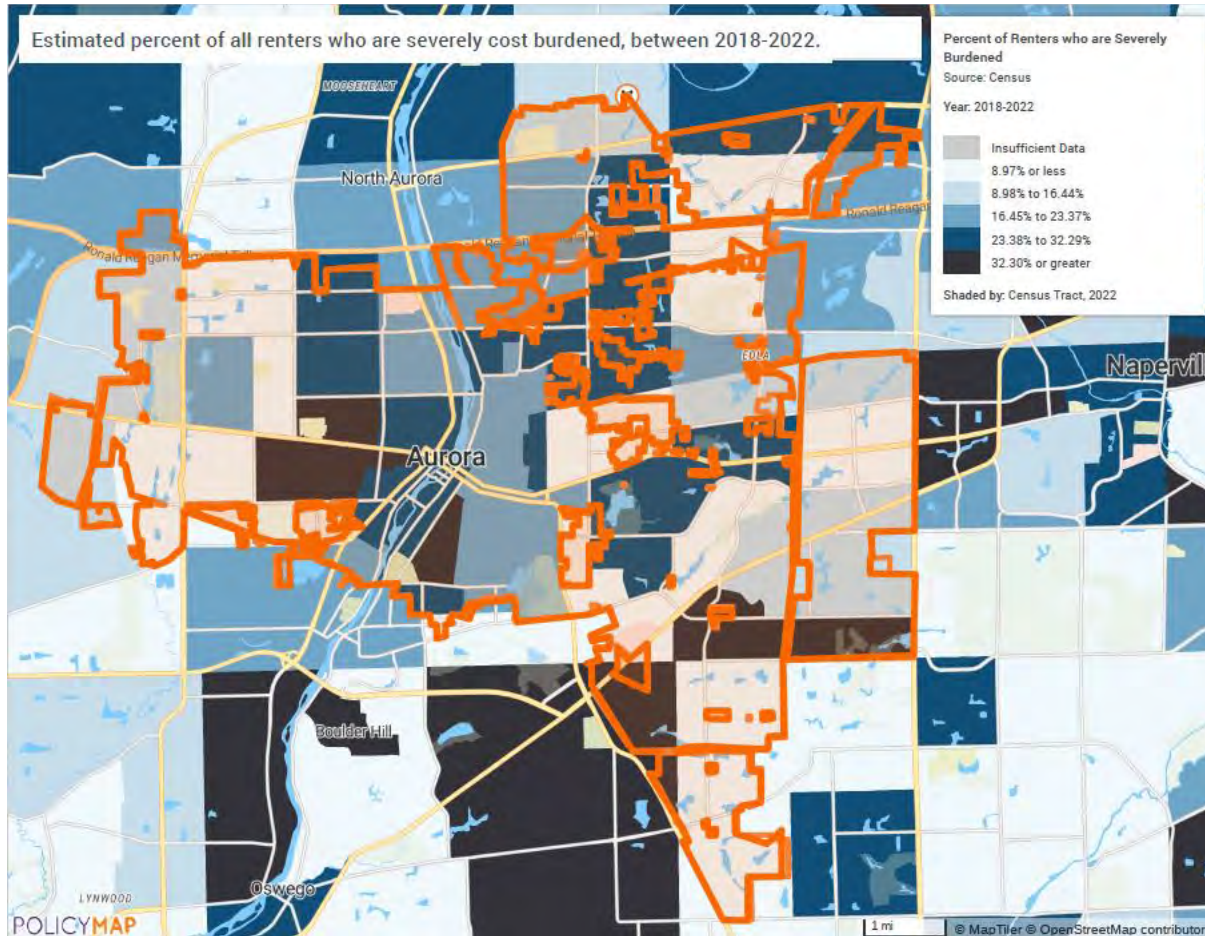 Estimated percent of all renters who are severely cost burdened, between 2018-2022.
Percent of Renters who are Severely
Burdened
Source: Census
Year: 2018-2022
Insufficient Data
8.97% or less
8.98% to 16.44%
16.45% to 23.37%
23.38% to 32.29%
32.30% or greater
Shaded by: Census Tract, 2022
MOOSEHEART
North Aurora
Ronald Reagan
Ronald Reagan Memorial
EOLA
Napervill
Aurora
Boulder Hill
Oswego
LYNWOOD
POLICYMAP
1 mi
© MapTiler © OpenStreetMap contributor